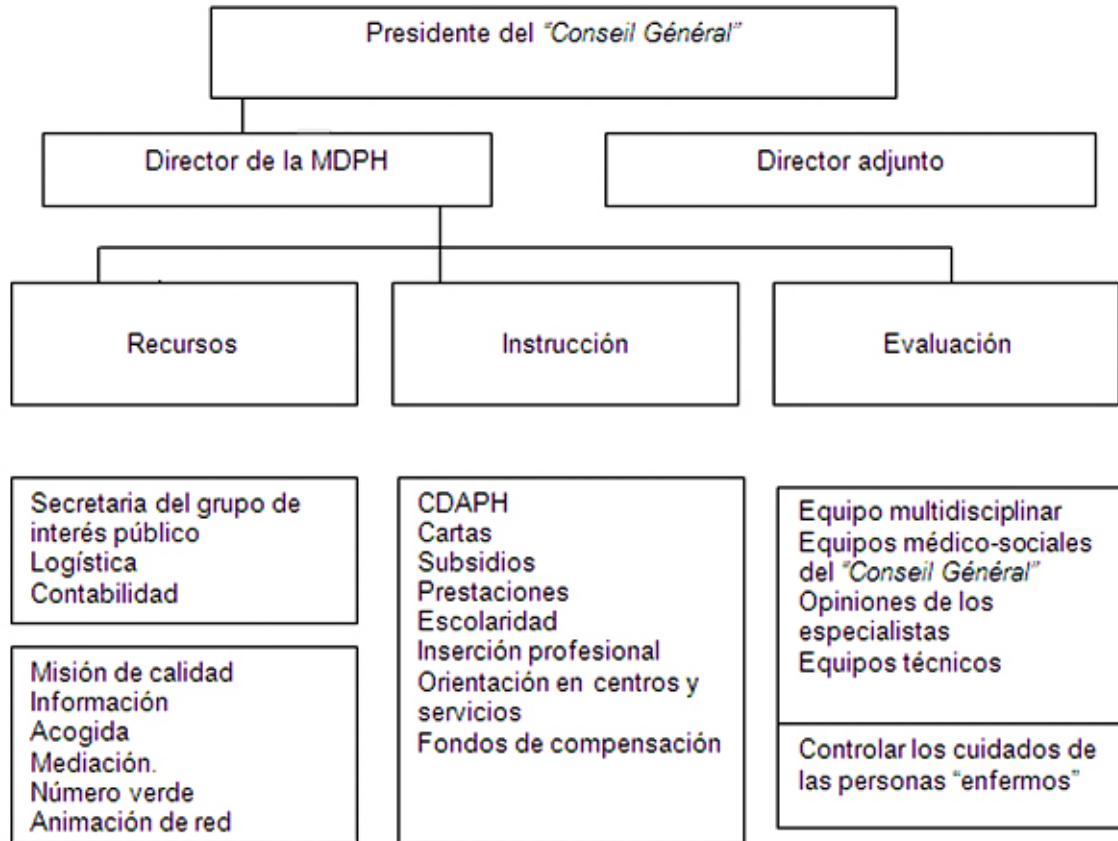 Presidente del "Conseil Général"
Director de la MDPH
Director adjunto
Recursos
Instrucción
Evaluación
Secretaria del grupo de
interés público
Logística
Contabilidad
Misión de calidad
Información
Acogida
Mediación.
Número verde
Animación de red
CDAPH
Cartas
Subsidios
Prestaciones
Escolaridad
Inserción profesional
Orientación en centros y
servicios
Fondos de compensación
Equipo multidisciplinar
Equipos médico-sociales
del "Conseil Général"
Opiniones de los
especialistas
Equipos técnicos
Controlar los cuidados de
las personas "enfermos"